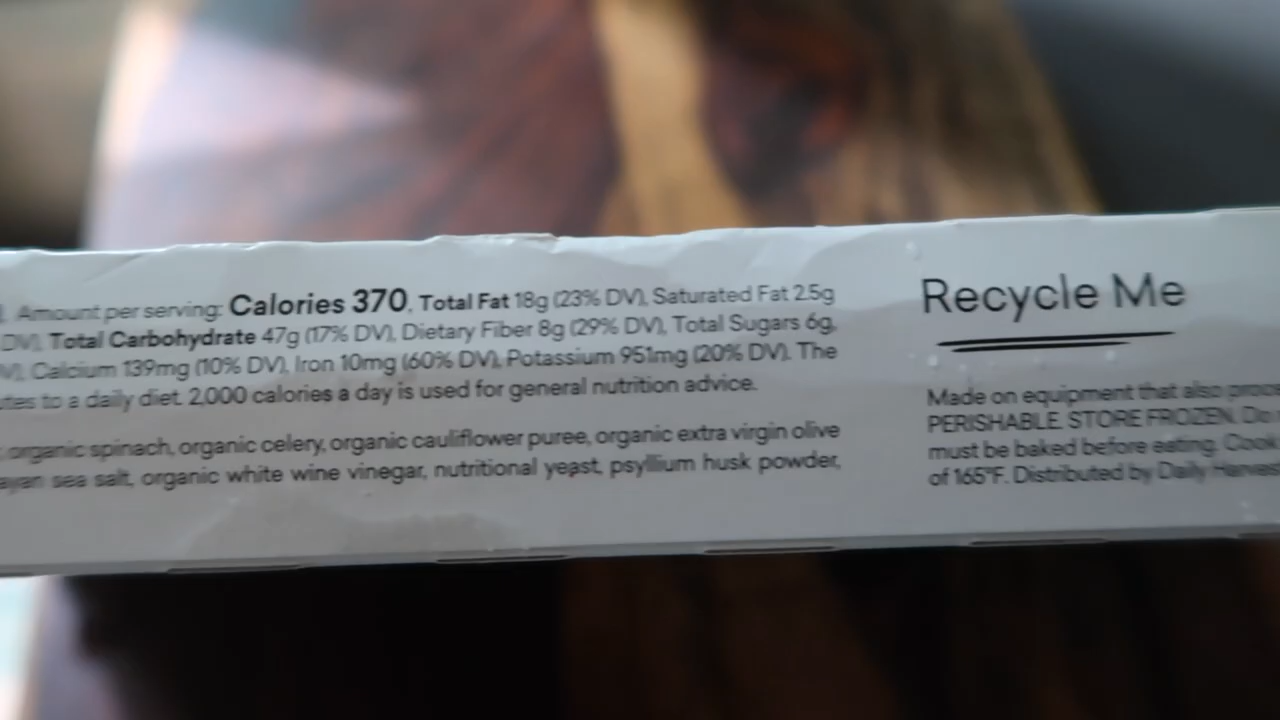 Amount per serving: Calories 370, Total Fat 18g (23% DV), Saturated Fat 2.5g
DV), Total Carbohydrate 47g (17% DV), Dietary Fiber 8g (29% DV), Total Sugars 6g,
Calcium 139mg (10% DV), Iron 10mg (60% DV), Potassium 951mg (20% DV). The
to a daily diet. 2,000 calories a day is used for general nutrition advice.
organic spinach, organic celery, organic cauliflower puree, organic extra virgin olive
sea salt, organic white wine vinegar, nutritional yeast, psyllium husk powder,
Recycle Me
Made on equipment that also
PERISHABLE. STORE FROZEN. Do
must be baked before eating. Cook
of 165°F. Distributed by Daily